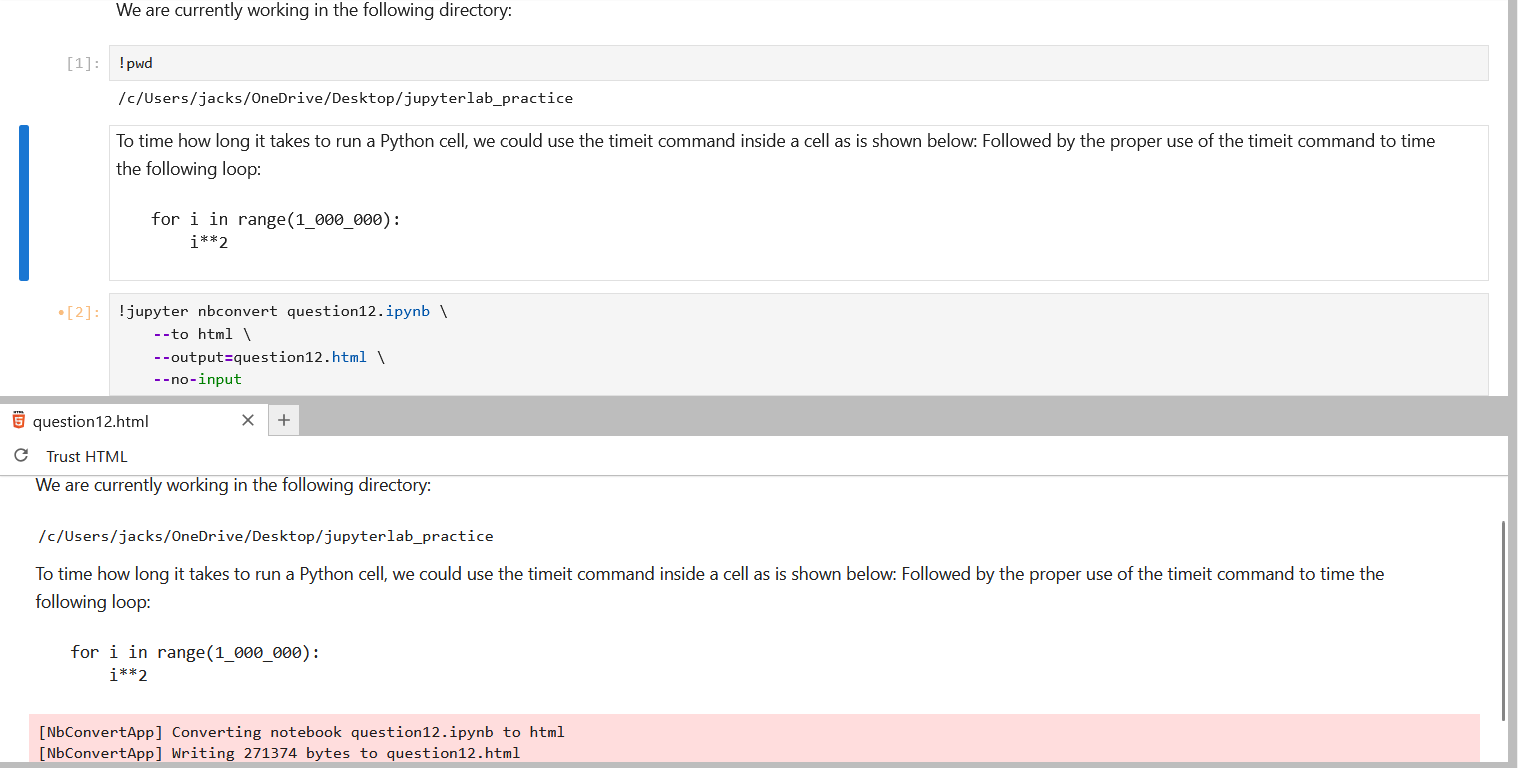 We are currently working in the following directory:
[1]:
!pwd
/c/Users/jacks/OneDrive/Desktop/jupyterlab_practice
To time how long it takes to run a Python cell, we could use the timeit command inside a cell as is shown below: Followed by the proper use of the timeit command to time
the following loop:
for i in range(1_000_000):
    i**2
•[2]:
!jupyter nbconvert question12.ipynb \
    --to html \
    --output=question12.html \
    --no-input
question12.html
Trust HTML
We are currently working in the following directory:
/c/Users/jacks/OneDrive/Desktop/jupyterlab_practice
To time how long it takes to run a Python cell, we could use the timeit command inside a cell as is shown below: Followed by the proper use of the timeit command to time the
following loop:
for i in range(1_000_000):
    i**2
[NbConvertApp] Converting notebook question12.ipynb to html
[NbConvertApp] Writing 271374 bytes to question12.html